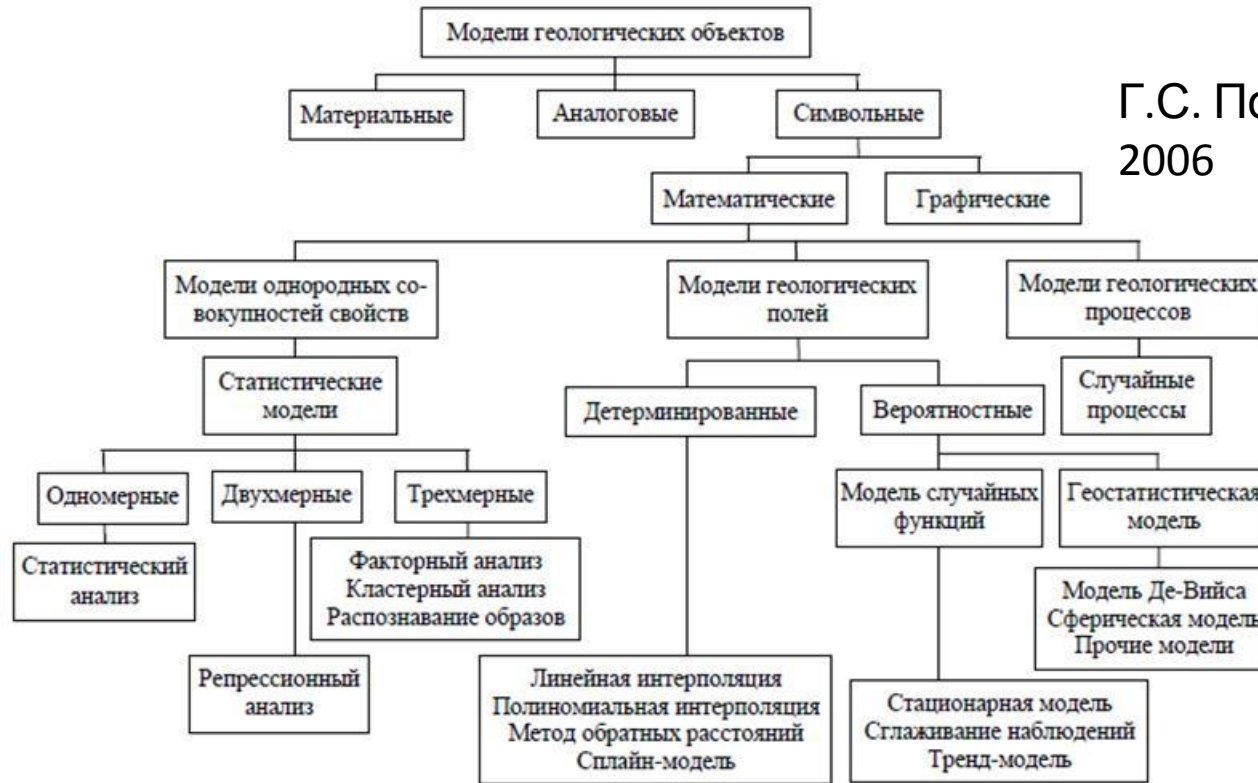 Модели геологических объектов
Г.С. По
2006
Материальные
Аналоговые
Символьные
Математические
Графические
Модели однородных со-
вокупностей свойств
Модели геологических
полей
Модели геологических
процессов
Статистические
модели
Детерминированные
Вероятностные
Случайные
процессы
Одномерные
Двухмерные
Трехмерные
Модель случайных
функций
Геостатистическая
модель
Статистический
анализ
Факторный анализ
Кластерный анализ
Распознавание образов
Модель Де-Вийса
Сферическая модель
Прочие модели
Репрессионный
анализ
Линейная интерполяция
Полиномиальная интерполяция
Метод обратных расстояний
Сплайн-модель
Стационарная модель
Сглаживание наблюдений
Тренд-модель